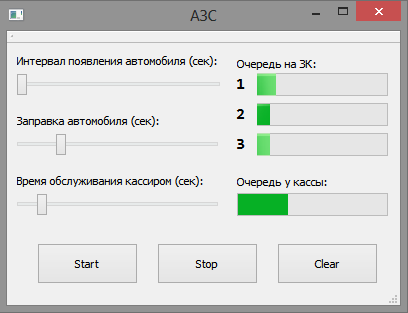 АЗС
Интервал появления автомобиля (сек):
Заправка автомобиля (сек):
Время обслуживания кассиром (сек):
Очередь на ЗК:
1
2
3
Очередь у кассы:
Start
Stop
Clear